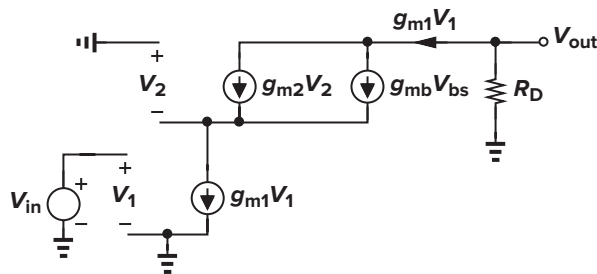 g_m1V_1
V_out
+
V_2
−
g_m2V_2
g_mbV_bs
R_D
V_in
+
−
+
V_1
−
g_m1V_1